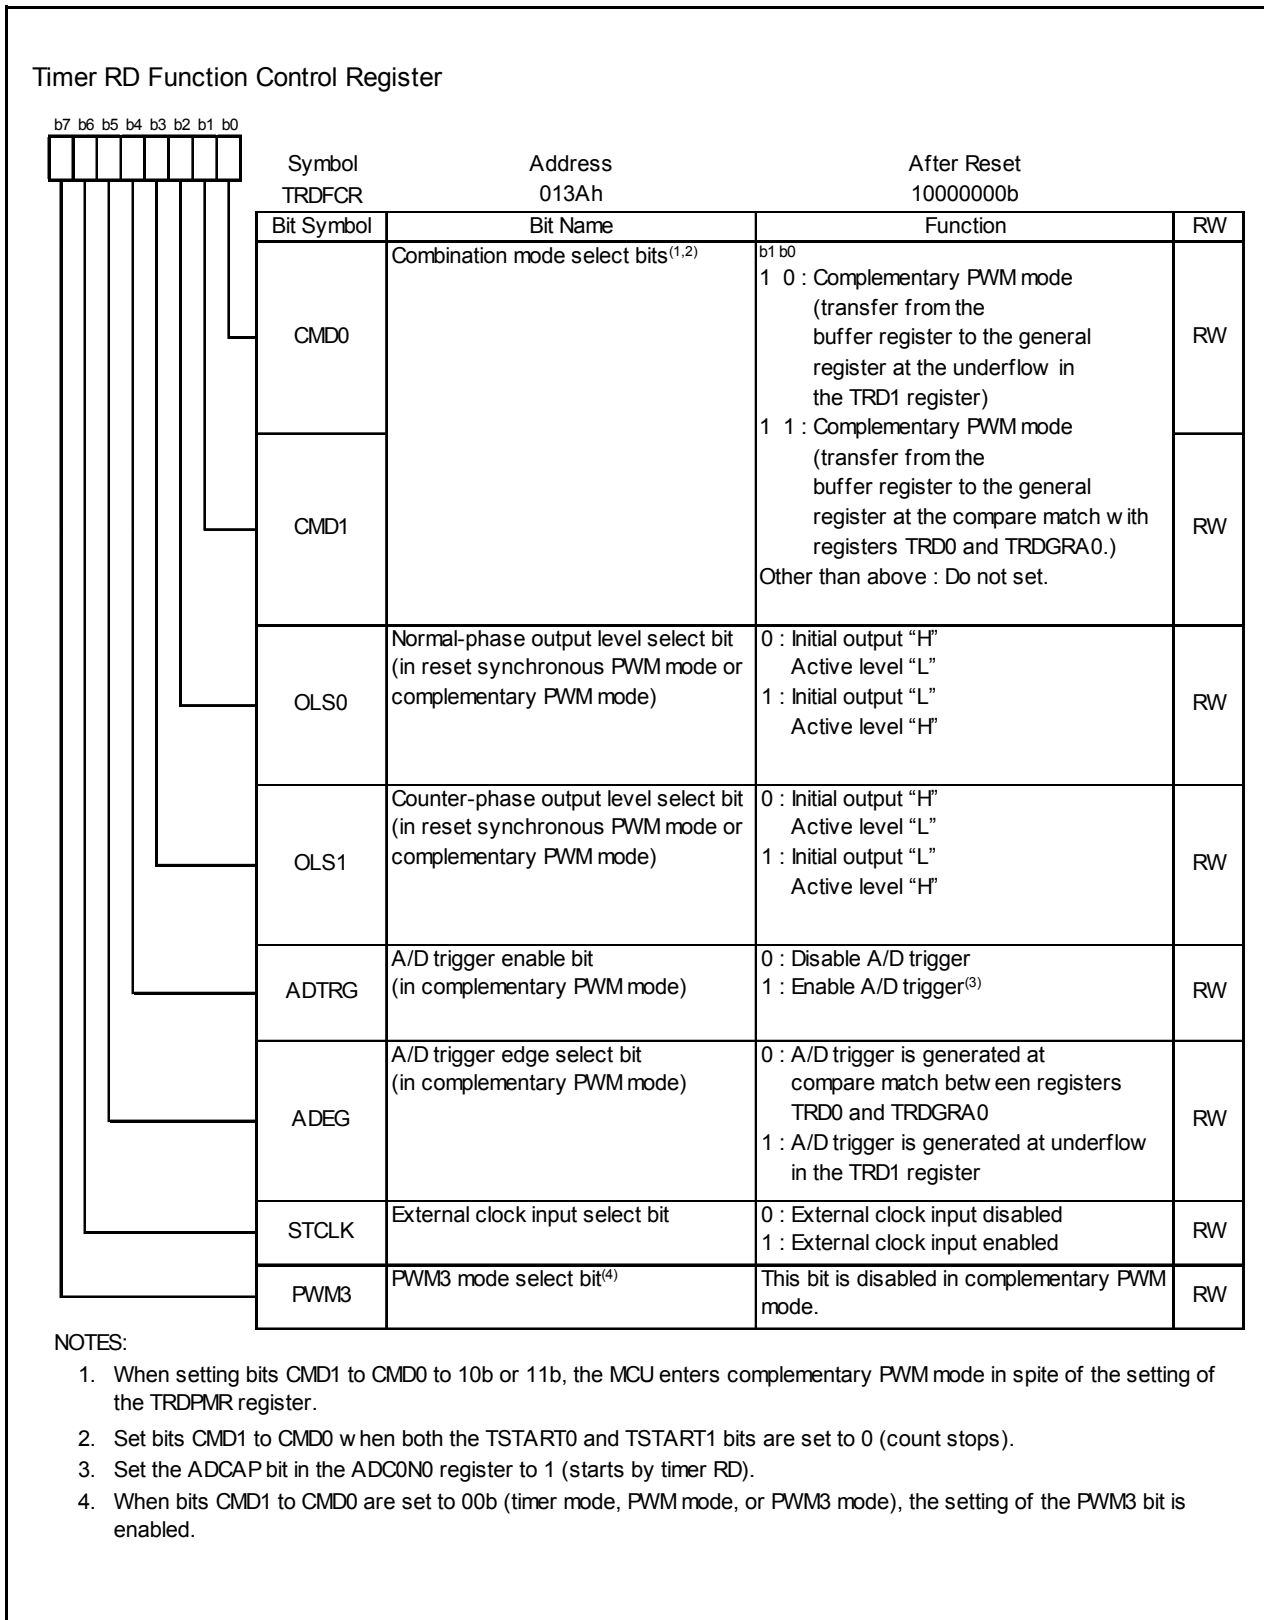 Timer RD Function Control Register
b7 b6 b5 b4 b3 b2 b1 b0
Symbol Address After Reset
TRDFCR 013Ah 10000000b
Bit Symbol Bit Name Function RW
CMD0
Combination mode select bits(1,2)
b1 b0
1 0 : Complementary PWM mode
(transfer from the
buffer register to the general
register at the underflow in
the TRD1 register)
RW
CMD1
1 1 : Complementary PWM mode
(transfer from the
buffer register to the general
register at the compare match with
registers TRD0 and TRDGRA0.)
Other than above : Do not set.
RW
OLS0
Normal-phase output level select bit
(in reset synchronous PWM mode or
complementary PWM mode)
0 : Initial output “H”
Active level “L”
1 : Initial output “L”
Active level “H”
RW
OLS1
Counter-phase output level select bit
(in reset synchronous PWM mode or
complementary PWM mode)
0 : Initial output “H”
Active level “L”
1 : Initial output “L”
Active level “H”
RW
ADTRG
A/D trigger enable bit
(in complementary PWM mode)
0 : Disable A/D trigger
1 : Enable A/D trigger(3)
RW
ADEG
A/D trigger edge select bit
(in complementary PWM mode)
0 : A/D trigger is generated at
compare match between registers
TRD0 and TRDGRA0
1 : A/D trigger is generated at underflow
in the TRD1 register
RW
STCLK
External clock input select bit
0 : External clock input disabled
1 : External clock input enabled
RW
PWM3
PWM3 mode select bit(4)
This bit is disabled in complementary PWM
mode.
RW
NOTES:
1. When setting bits CMD1 to CMD0 to 10b or 11b, the MCU enters complementary PWM mode in spite of the setting of
the TRDPMR register.
2. Set bits CMD1 to CMD0 when both the TSTART0 and TSTART1 bits are set to 0 (count stops).
3. Set the ADCAP bit in the ADC0N0 register to 1 (starts by timer RD).
4. When bits CMD1 to CMD0 are set to 00b (timer mode, PWM mode, or PWM3 mode), the setting of the PWM3 bit is
enabled.